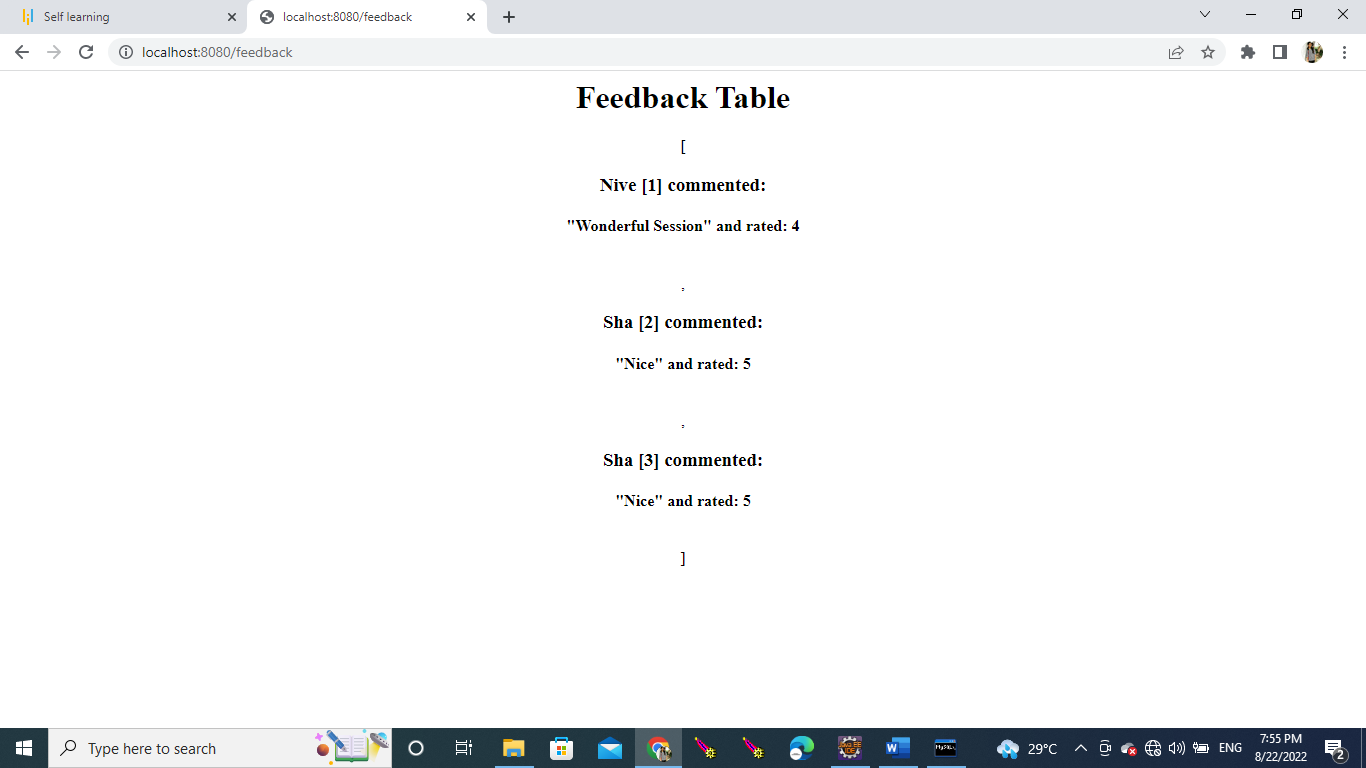 Self learning
localhost:8080/feedback
localhost:8080/feedback
Feedback Table
[
Nive [1] commented:
"Wonderful Session" and rated: 4
,
Sha [2] commented:
"Nice" and rated: 5
,
Sha [3] commented:
"Nice" and rated: 5
]
Type here to search
29°C
ENG
7:55 PM
8/22/2022
2